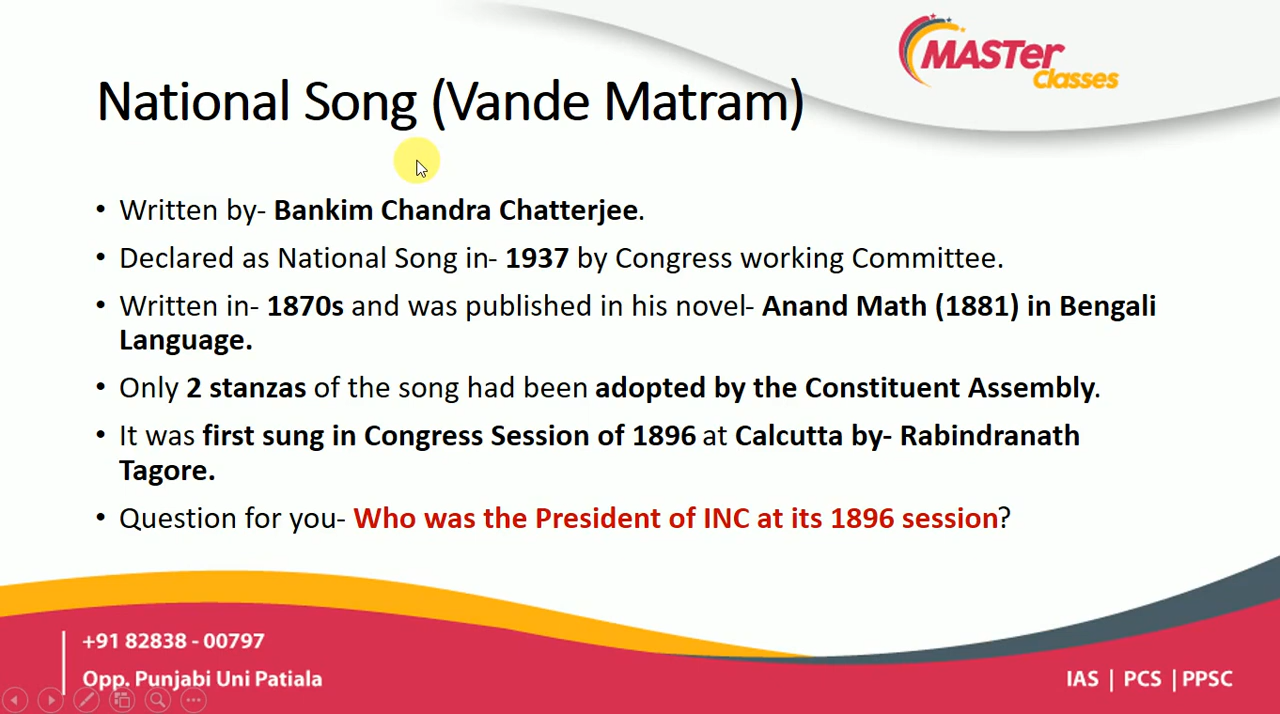 MASTer
Classes
National Song (Vande Matram)
• Written by- Bankim Chandra Chatterjee.
• Declared as National Song in- 1937 by Congress working Committee.
• Written in- 1870s and was published in his novel- Anand Math (1881) in Bengali
Language.
• Only 2 stanzas of the song had been adopted by the Constituent Assembly.
• It was first sung in Congress Session of 1896 at Calcutta by- Rabindranath
Tagore.
• Question for you- Who was the President of INC at its 1896 session?
+91 82838 - 00797
Opp. Punjabi Uni Patiala
IAS | PCS | PPSC